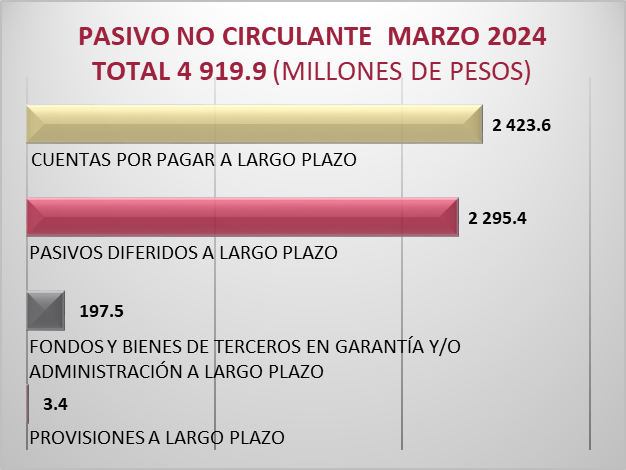 PASIVO NO CIRCULANTE MARZO 2024
TOTAL 4 919.9 (MILLONES DE PESOS)
2 423.6
CUENTAS POR PAGAR A LARGO PLAZO
2 295.4
PASIVOS DIFERIDOS A LARGO PLAZO
197.5
FONDOS Y BIENES DE TERCEROS EN GARANTÍA Y/O
ADMINISTRACIÓN A LARGO PLAZO
3.4
PROVISIONES A LARGO PLAZO